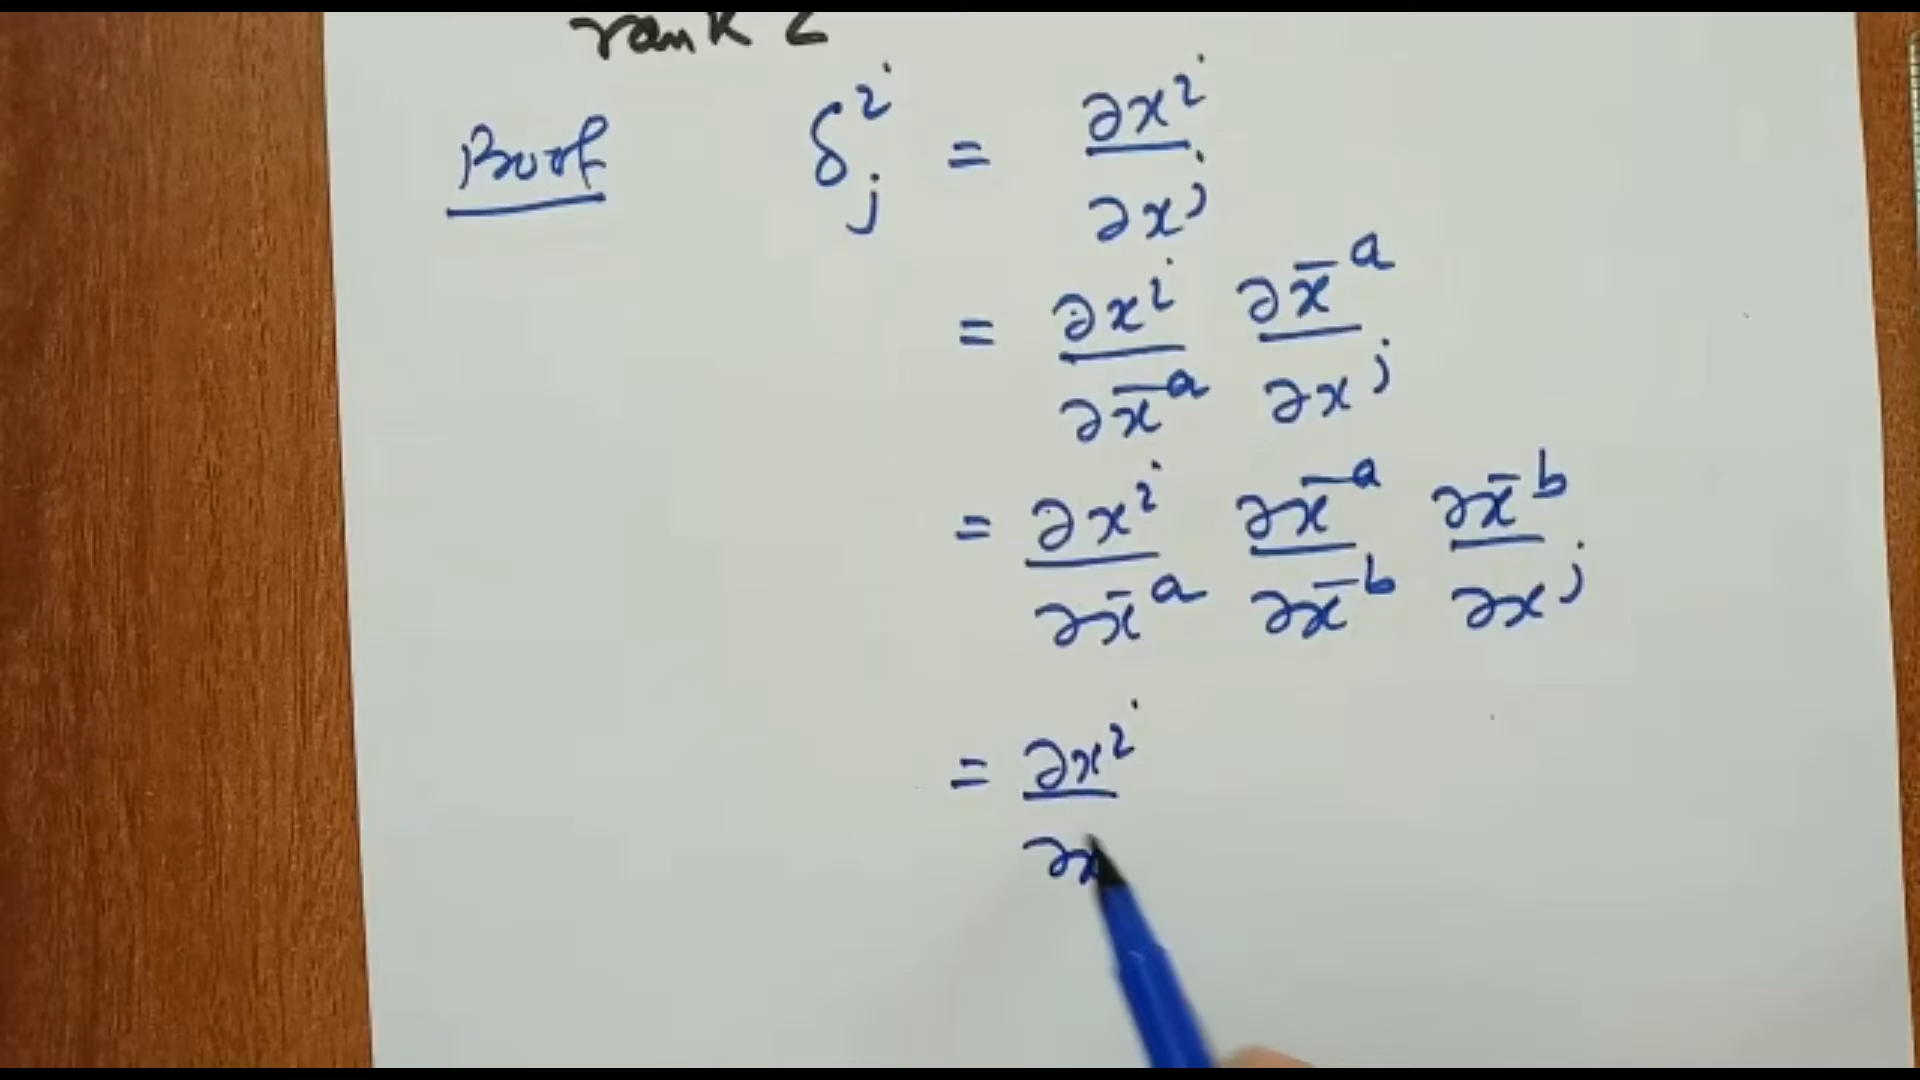 rank 2
Proof δ^i_j = ∂x^i / ∂x^j
= ∂x^i / ∂x̄^a ∂x̄^a / ∂x^j
= ∂x^i / ∂x̄^a ∂x̄^a / ∂x̄^b ∂x̄^b / ∂x^j
= ∂x^i / ∂x